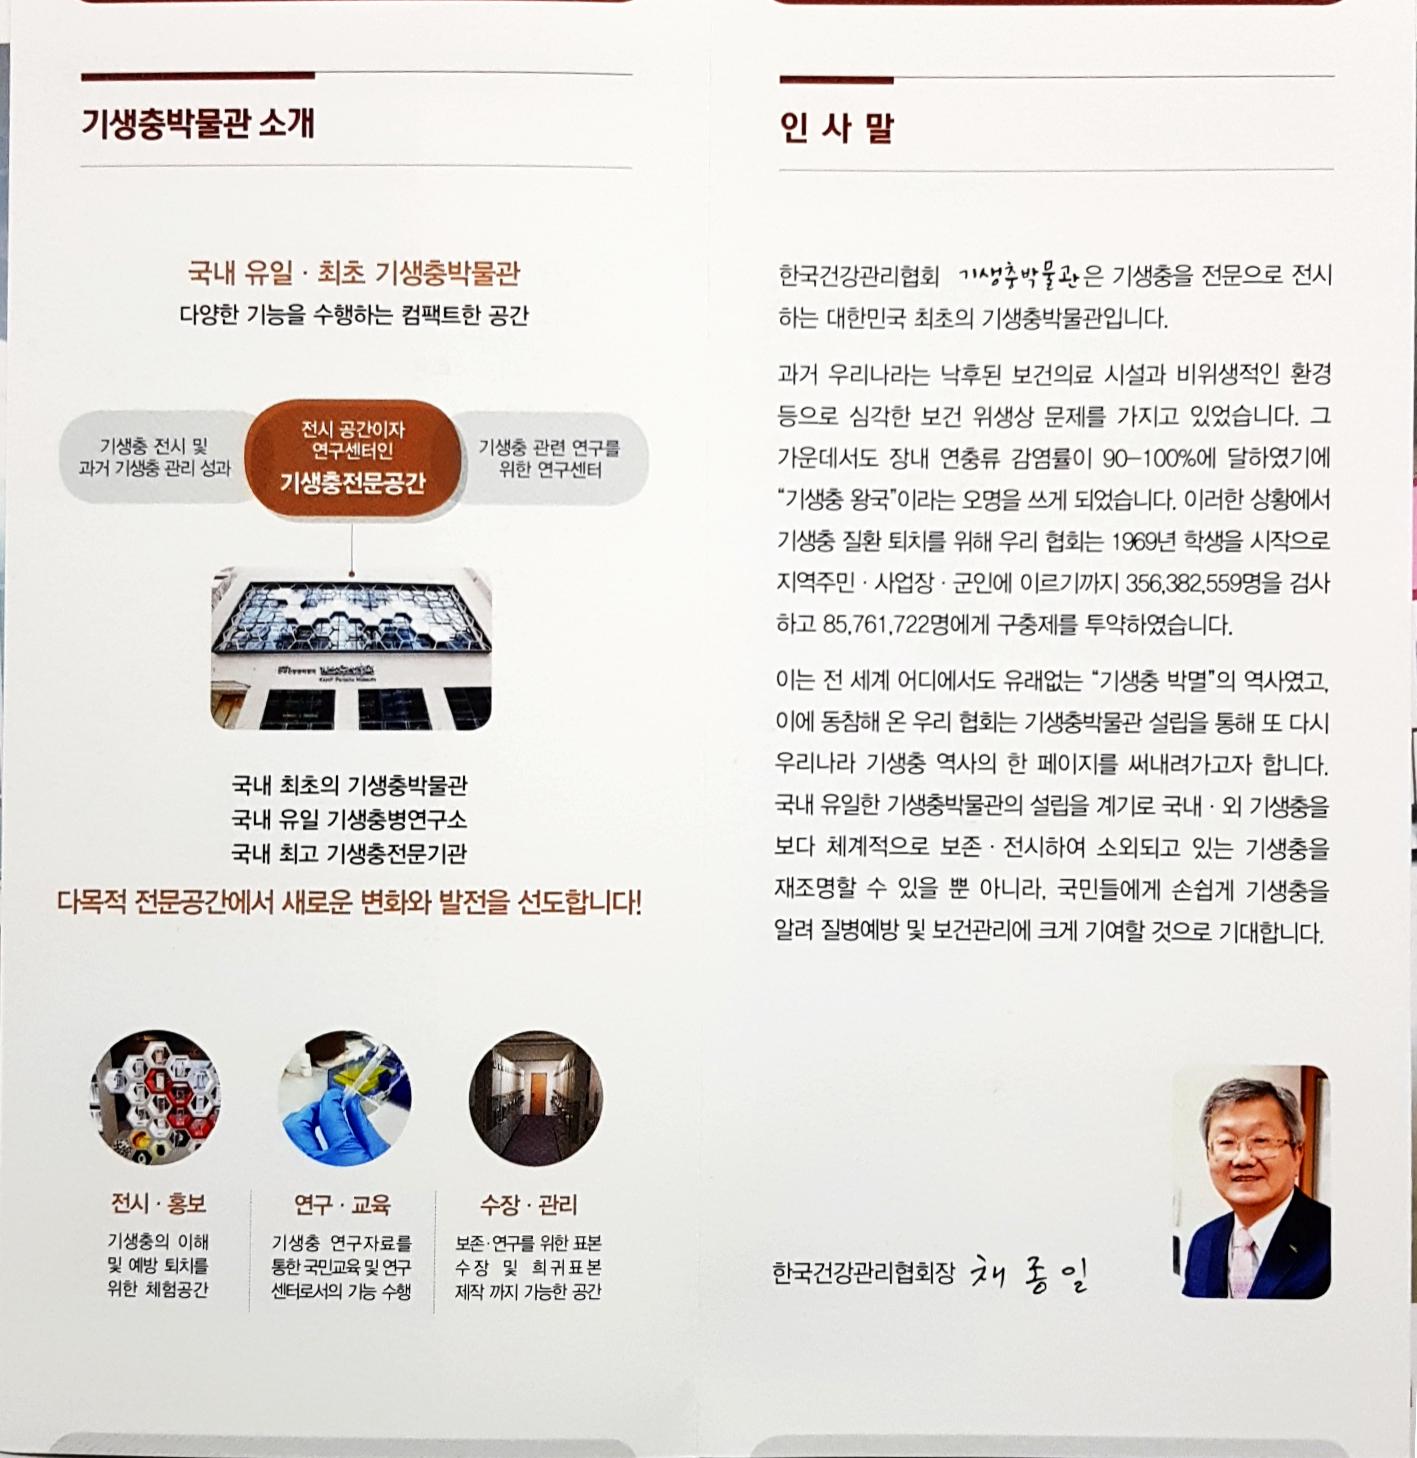 기생충박물관 소개
국내 유일 · 최초 기생충박물관
다양한 기능을 수행하는 컴팩트한 공간
기생충 전시 및
과거 기생충 관리 성과
전시 공간이자
연구센터인
기생충전문공간
기생충 관련 연구를
위한 연구센터
국내 최초의 기생충박물관
국내 유일 기생충병연구소
국내 최고 기생충전문기관
다목적 전문공간에서 새로운 변화와 발전을 선도합니다!
전시 · 홍보
기생충의 이해
및 예방 퇴치를
위한 체험공간
연구 · 교육
기생충 연구자료를
통한 국민교육 및 연구
센터로서의 기능 수행
수장 · 관리
보존·연구를 위한 표본
수장 및 희귀표본
제작 까지 가능한 공간
인 사 말
한국건강관리협회 기생충박물관은 기생충을 전문으로 전시
하는 대한민국 최초의 기생충박물관입니다.
과거 우리나라는 낙후된 보건의료 시설과 비위생적인 환경
등으로 심각한 보건 위생상 문제를 가지고 있었습니다. 그
가운데서도 장내 연충류 감염률이 90-100%에 달하였기에
“기생충 왕국”이라는 오명을 쓰게 되었습니다. 이러한 상황에서
기생충 질환 퇴치를 위해 우리 협회는 1969년 학생을 시작으로
지역주민 · 사업장 · 군인에 이르기까지 356,382,559명을 검사
하고 85,761,722명에게 구충제를 투약하였습니다.
이는 전 세계 어디에서도 유래없는 “기생충 박멸”의 역사였고,
이에 동참해 온 우리 협회는 기생충박물관 설립을 통해 또 다시
우리나라 기생충 역사의 한 페이지를 써내려가고자 합니다.
국내 유일한 기생충박물관의 설립을 계기로 국내 · 외 기생충을
보다 체계적으로 보존 · 전시하여 소외되고 있는 기생충을
재조명할 수 있을 뿐 아니라, 국민들에게 손쉽게 기생충을
알려 질병예방 및 보건관리에 크게 기여할 것으로 기대합니다.
한국건강관리협회장 채종일